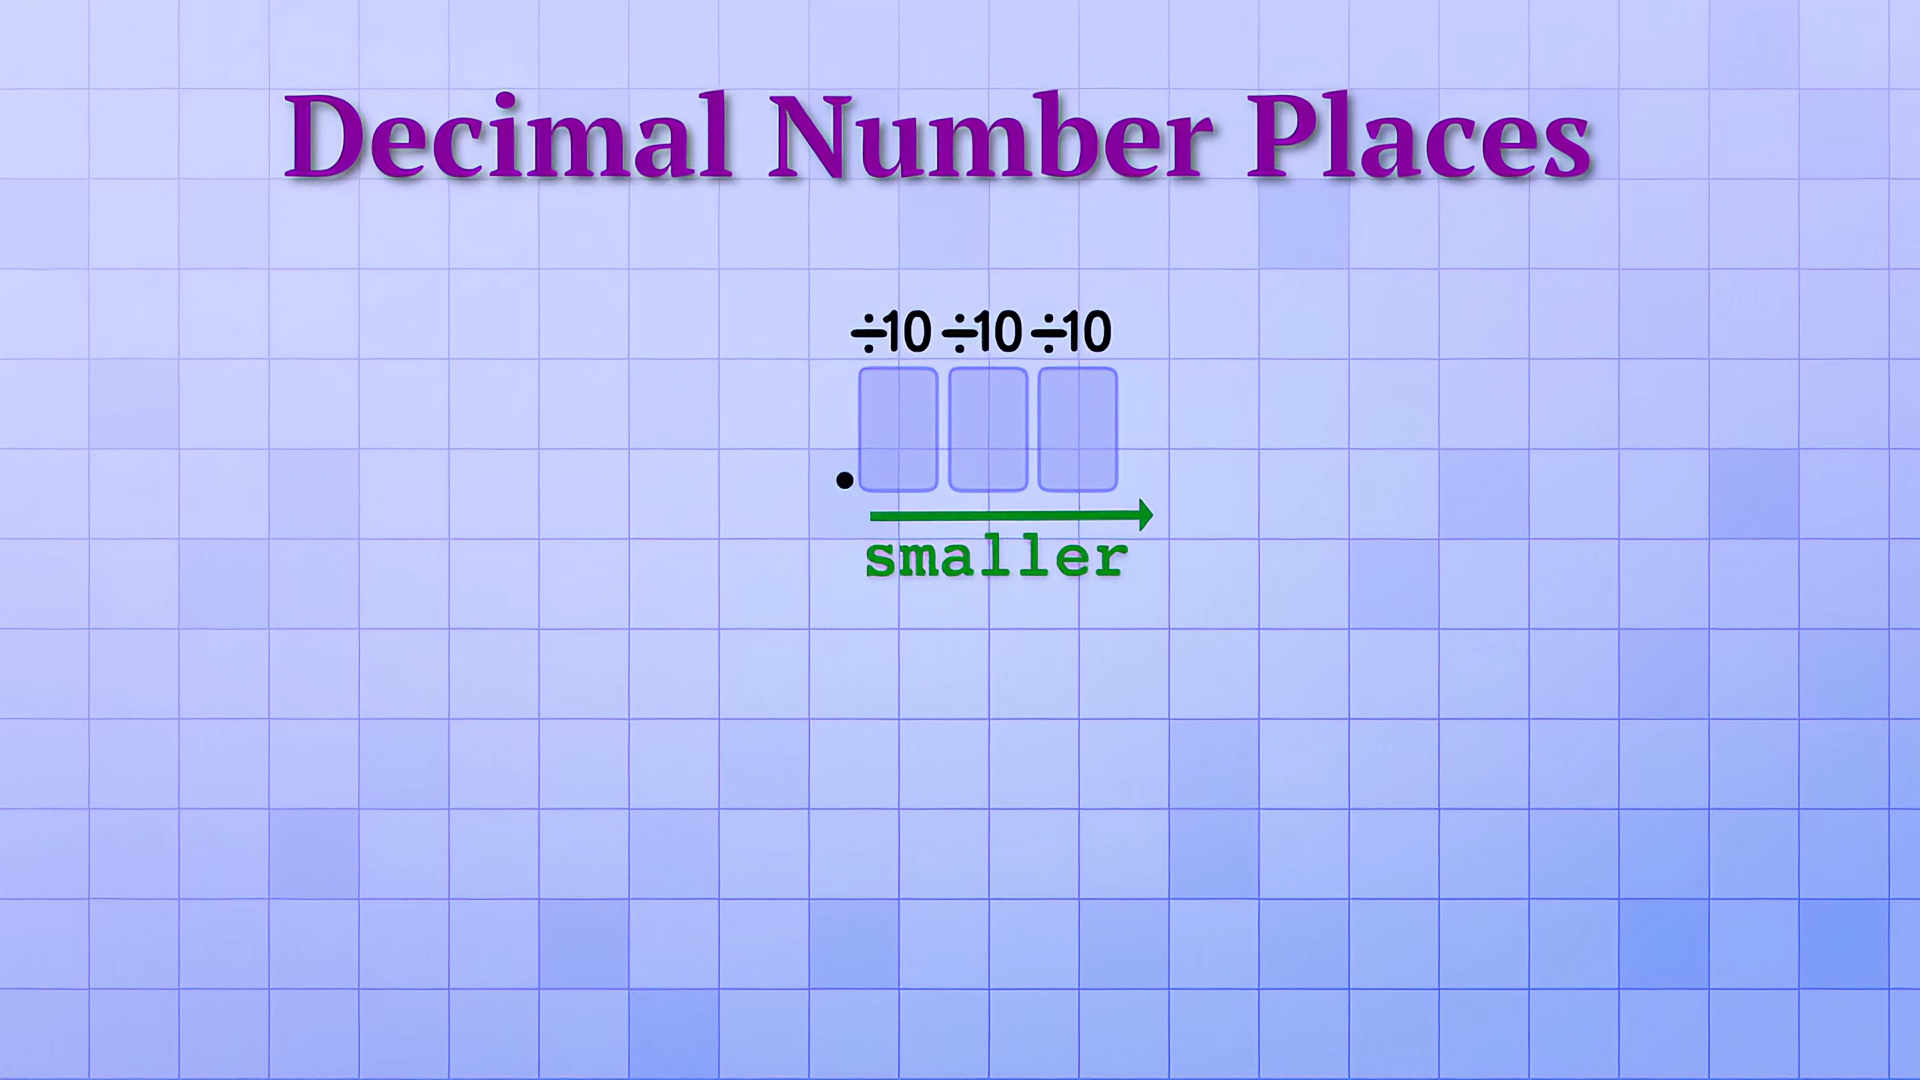 Decimal Number Places
÷10 ÷10 ÷10
.
smaller